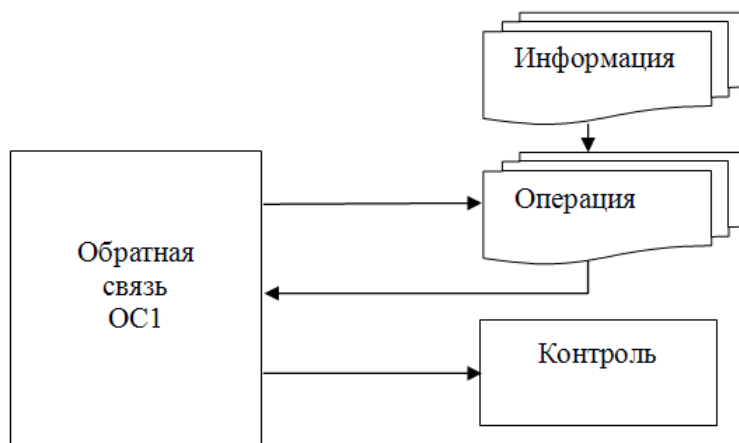 Информация
Операция
Обратная
связь
ОС1
Контроль